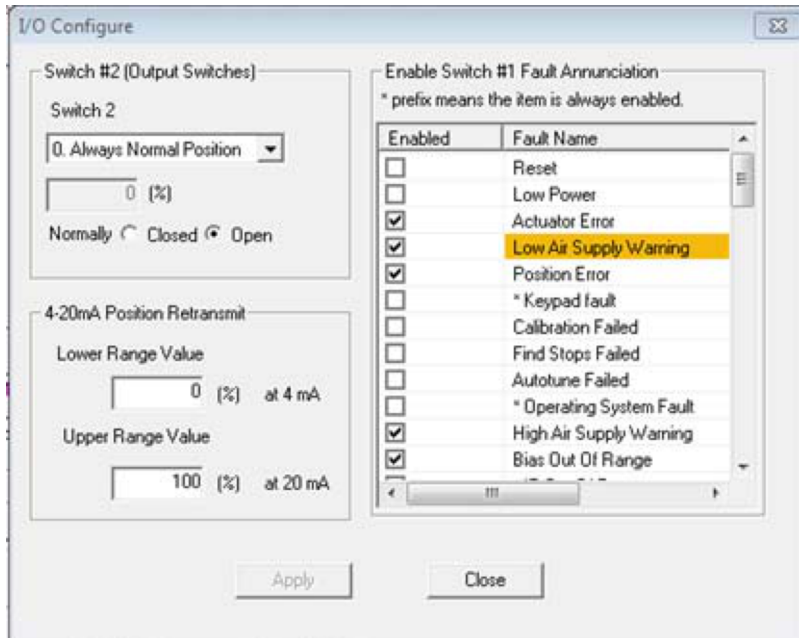 I/O Configure
Switch #2 (Output Switches)
Switch 2
0. Always Normal Position
0 (%)
Normally Closed Open
4-20mA Position Retransmit
Lower Range Value
0 (%) at 4 mA
Upper Range Value
100 (%) at 20 mA
Enable Switch #1 Fault Annunciation
* prefix means the item is always enabled.
Enabled Fault Name
Reset
Low Power
Actuator Error
Low Air Supply Warning
Position Error
* Keypad fault
Calibration Failed
Find Stops Failed
Autotune Failed
* Operating System Fault
High Air Supply Warning
Bias Out Of Range
Apply Close